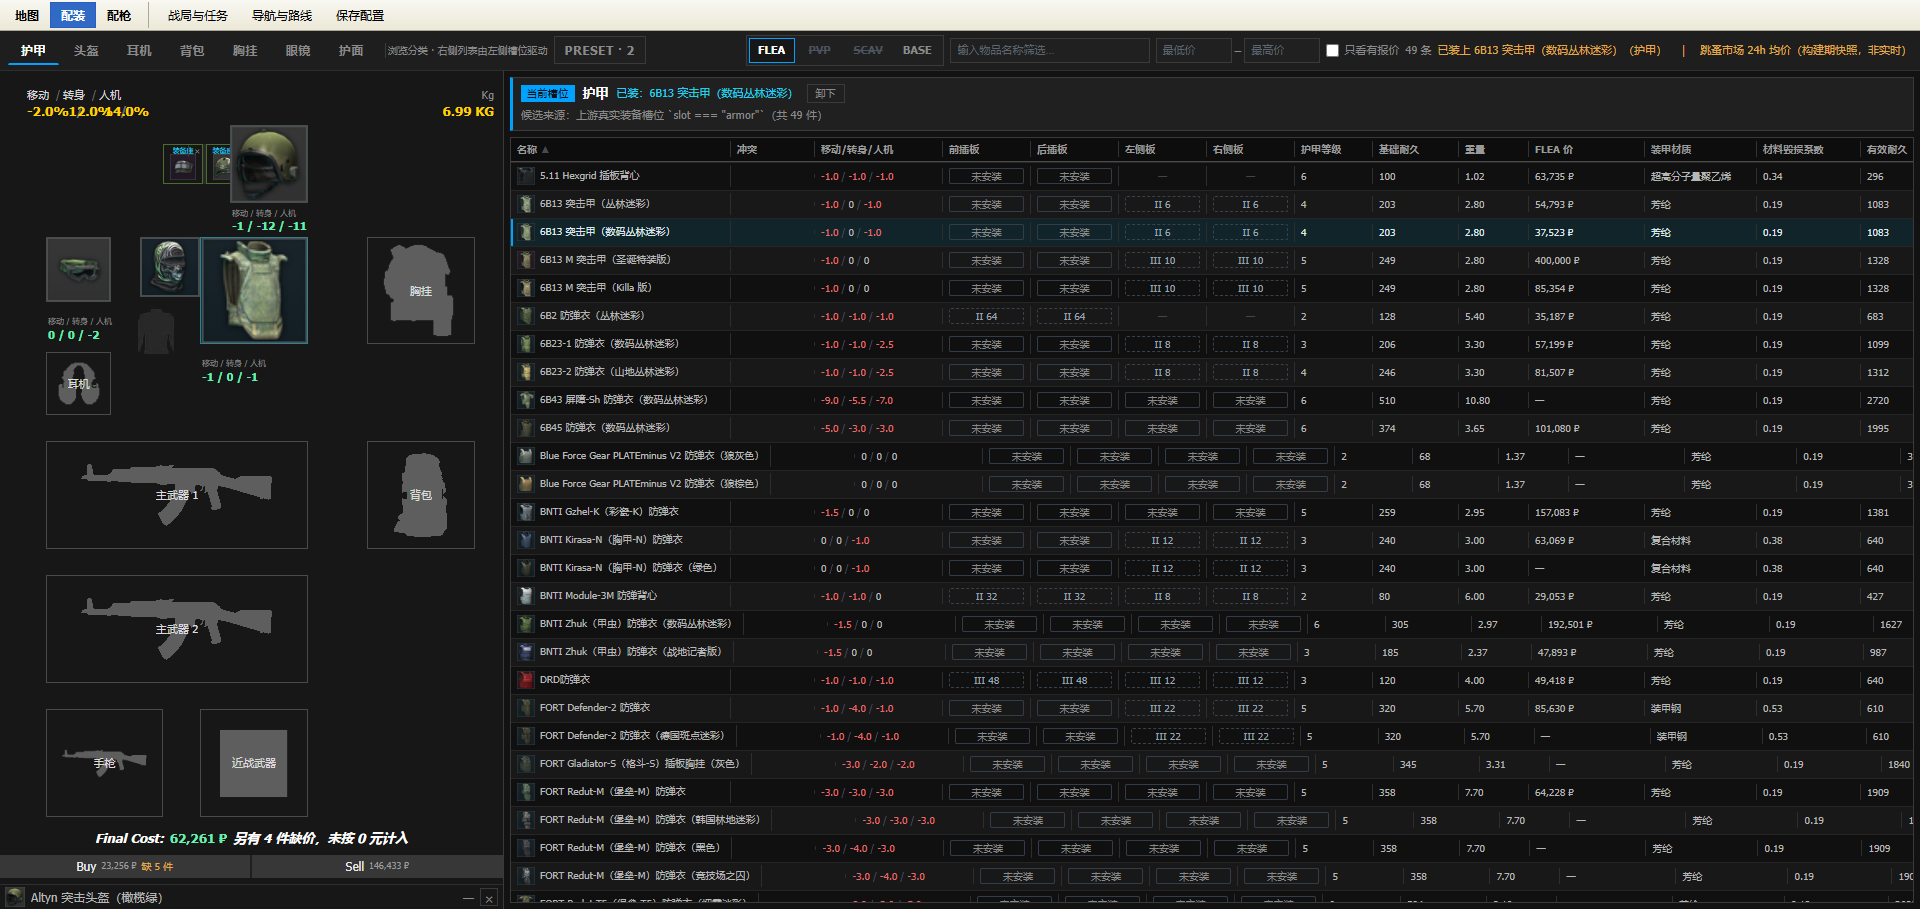 地图 配装 配枪 战局与任务 导航与路线 保存配置
护甲 头盔 耳机 背包 胸挂 眼镜 护面 浏览分类 · 右侧列表由左侧槽位驱动 PRESET · 2 FLEA PVP SCAV BASE 输入物品名称筛选... 最低价 – 最高价 只看有报价 49 条 已装上 6B13 突击甲（数码丛林迷彩）（护甲） | 跳蚤市场 24h 均价（构建期快照，非实时）
移动 / 转身 / 人机 Kg
6.99 KG
移动 / 转身 / 人机
-1 / -12 / -11
移动 / 转身 / 人机
0 / 0 / -2
胸挂
移动 / 转身 / 人机
-1 / 0 / -1
耳机
主武器 1
背包
主武器 2
手枪
近战武器
Final Cost: 62,261 ₽ 另有 4 件缺价，未按 0 元计入
Buy 23,256 ₽ 缺 5 件 Sell 146,433 ₽
Altyn 突击头盔（橄榄绿） — ×
当前槽位 护甲 已装：6B13 突击甲（数码丛林迷彩） 卸下
候选来源：上游真实装备槽位 `slot === "armor"`（共 49 件）
名称 ▲ 冲突 移动/转身/人机 前插板 后插板 左侧板 右侧板 护甲等级 基础耐久 重量 FLEA 价 装甲材质 材料毁损系数 有效耐久
5.11 Hexgrid 插板背心 -1.0 / -1.0 / -1.0 未安装 未安装 — — 6 100 1.02 63,735 ₽ 超高分子量聚乙烯 0.34 296
6B13 突击甲（丛林迷彩） -1.0 / 0 / -1.0 未安装 未安装 II 6 II 6 4 203 2.80 54,793 ₽ 芳纶 0.19 1083
6B13 突击甲（数码丛林迷彩） -1.0 / 0 / -1.0 未安装 未安装 II 6 II 6 4 203 2.80 37,523 ₽ 芳纶 0.19 1083
6B13 M 突击甲（圣诞特装版） -1.0 / 0 / 0 未安装 未安装 III 10 III 10 5 249 2.80 400,000 ₽ 芳纶 0.19 1328
6B13 M 突击甲（Killa 版） -1.0 / 0 / 0 未安装 未安装 III 10 III 10 5 249 2.80 85,354 ₽ 芳纶 0.19 1328
6B2 防弹衣（丛林迷彩） -1.0 / -1.0 / -1.0 II 64 II 64 — — 2 128 5.40 35,187 ₽ 芳纶 0.19 683
6B23-1 防弹衣（数码丛林迷彩） -1.0 / -1.0 / -2.5 未安装 未安装 II 8 II 8 3 206 3.30 57,199 ₽ 芳纶 0.19 1099
6B23-2 防弹衣（山地丛林迷彩） -1.0 / -1.0 / -2.5 未安装 未安装 II 8 II 8 4 246 3.30 81,507 ₽ 芳纶 0.19 1312
6B43 屏障-Sh 防弹衣（数码丛林迷彩） -9.0 / -5.5 / -7.0 未安装 未安装 未安装 未安装 6 510 10.80 — 芳纶 0.19 2720
6B45 防弹衣（数码丛林迷彩） -5.0 / -3.0 / -3.0 未安装 未安装 未安装 未安装 6 374 3.65 101,080 ₽ 芳纶 0.19 1995
Blue Force Gear PLATEminus V2 防弹衣（狼灰色） 0 / 0 / 0 未安装 未安装 未安装 未安装 2 68 1.37 — 芳纶 0.19 3
Blue Force Gear PLATEminus V2 防弹衣（狼棕色） 0 / 0 / 0 未安装 未安装 未安装 未安装 2 68 1.37 — 芳纶 0.19 3
BNTI Gzhel-K（彩瓷-K）防弹衣 -1.5 / 0 / 0 未安装 未安装 未安装 未安装 5 259 2.95 157,083 ₽ 芳纶 0.19 1381
BNTI Kirasa-N（胸甲-N）防弹衣 0 / 0 / -1.0 未安装 未安装 II 12 II 12 3 240 3.00 63,069 ₽ 复合材料 0.38 640
BNTI Kirasa-N（胸甲-N）防弹衣（绿色） 0 / 0 / -1.0 未安装 未安装 II 12 II 12 3 240 3.00 — 复合材料 0.38 640
BNTI Module-3M 防弹背心 -1.0 / -1.0 / 0 II 32 II 32 II 8 II 8 2 80 6.00 29,053 ₽ 芳纶 0.19 427
BNTI Zhuk（甲虫）防弹衣（数码丛林迷彩） -1.5 / 0 / 0 未安装 未安装 未安装 未安装 6 305 2.97 192,501 ₽ 芳纶 0.19 1627
BNTI Zhuk（甲虫）防弹衣（战地记者版） -1.5 / 0 / 0 未安装 未安装 未安装 未安装 3 185 2.37 47,893 ₽ 芳纶 0.19 987
DRD防弹衣 -1.0 / -1.0 / -1.0 III 48 III 48 III 12 III 12 3 120 4.00 49,418 ₽ 芳纶 0.19 640
FORT Defender-2 防弹衣 -1.0 / -4.0 / -1.0 未安装 未安装 III 22 III 22 5 320 5.70 85,630 ₽ 装甲钢 0.53 610
FORT Defender-2 防弹衣（德国斑点迷彩） -1.0 / -4.0 / -1.0 未安装 未安装 III 22 III 22 5 320 5.70 — 装甲钢 0.53 610
FORT Gladiator-S（格斗-S）插板胸挂（灰色） -3.0 / -2.0 / -2.0 未安装 未安装 未安装 未安装 5 345 3.31 — 芳纶 0.19 1840
FORT Redut-M（堡垒-M）防弹衣 -3.0 / -3.0 / -3.0 未安装 未安装 未安装 未安装 5 358 7.70 64,228 ₽ 芳纶 0.19 1909
FORT Redut-M（堡垒-M）防弹衣（韩国林地迷彩） -3.0 / -3.0 / -3.0 未安装 未安装 未安装 未安装 5 358 7.70 — 芳纶 0.19 1
FORT Redut-M（堡垒-M）防弹衣（黑色） -3.0 / -4.0 / -3.0 未安装 未安装 未安装 未安装 5 358 7.70 — 芳纶 0.19 1909
FORT Redut-M（堡垒-M）防弹衣（竞技场之囚） -3.0 / -4.0 / -3.0 未安装 未安装 未安装 未安装 5 358 7.70 — 芳纶 0.19 190